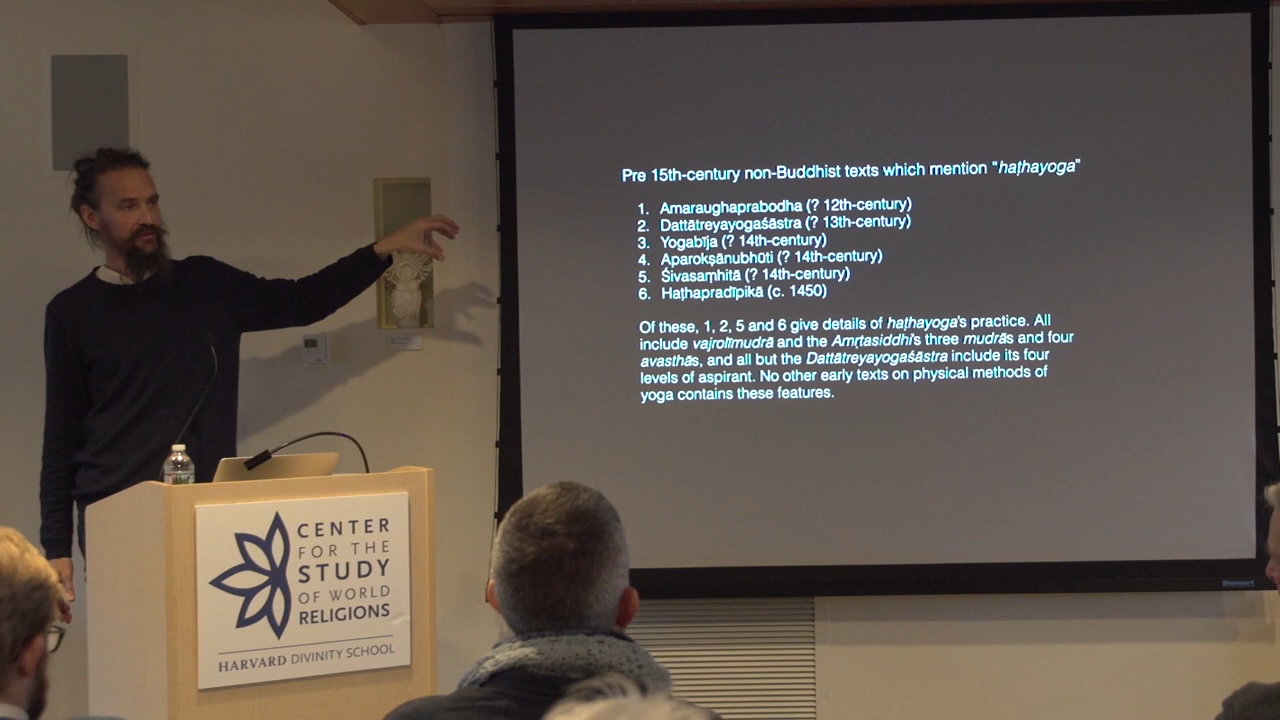 Pre 15th-century non-Buddhist texts which mention “haṭhayoga”
1. Amaraughaprabodha (? 12th-century)
2. Dattātreyayogaśāstra (? 13th-century)
3. Yogabīja (? 14th-century)
4. Aparokṣānubhūti (? 14th-century)
5. Śivasaṃhitā (? 14th-century)
6. Haṭhapradīpikā (c. 1450)
Of these, 1, 2, 5 and 6 give details of haṭhayoga's practice. All
include vajrolīmudrā and the Amṛtasiddhi's three mudrās and four
avasthās, and all but the Dattātreyayogaśāstra include its four
levels of aspirant. No other early texts on physical methods of
yoga contains these features.
CENTER
FOR THE
STUDY
OF WORLD
RELIGIONS
HARVARD DIVINITY SCHOOL
Stewart